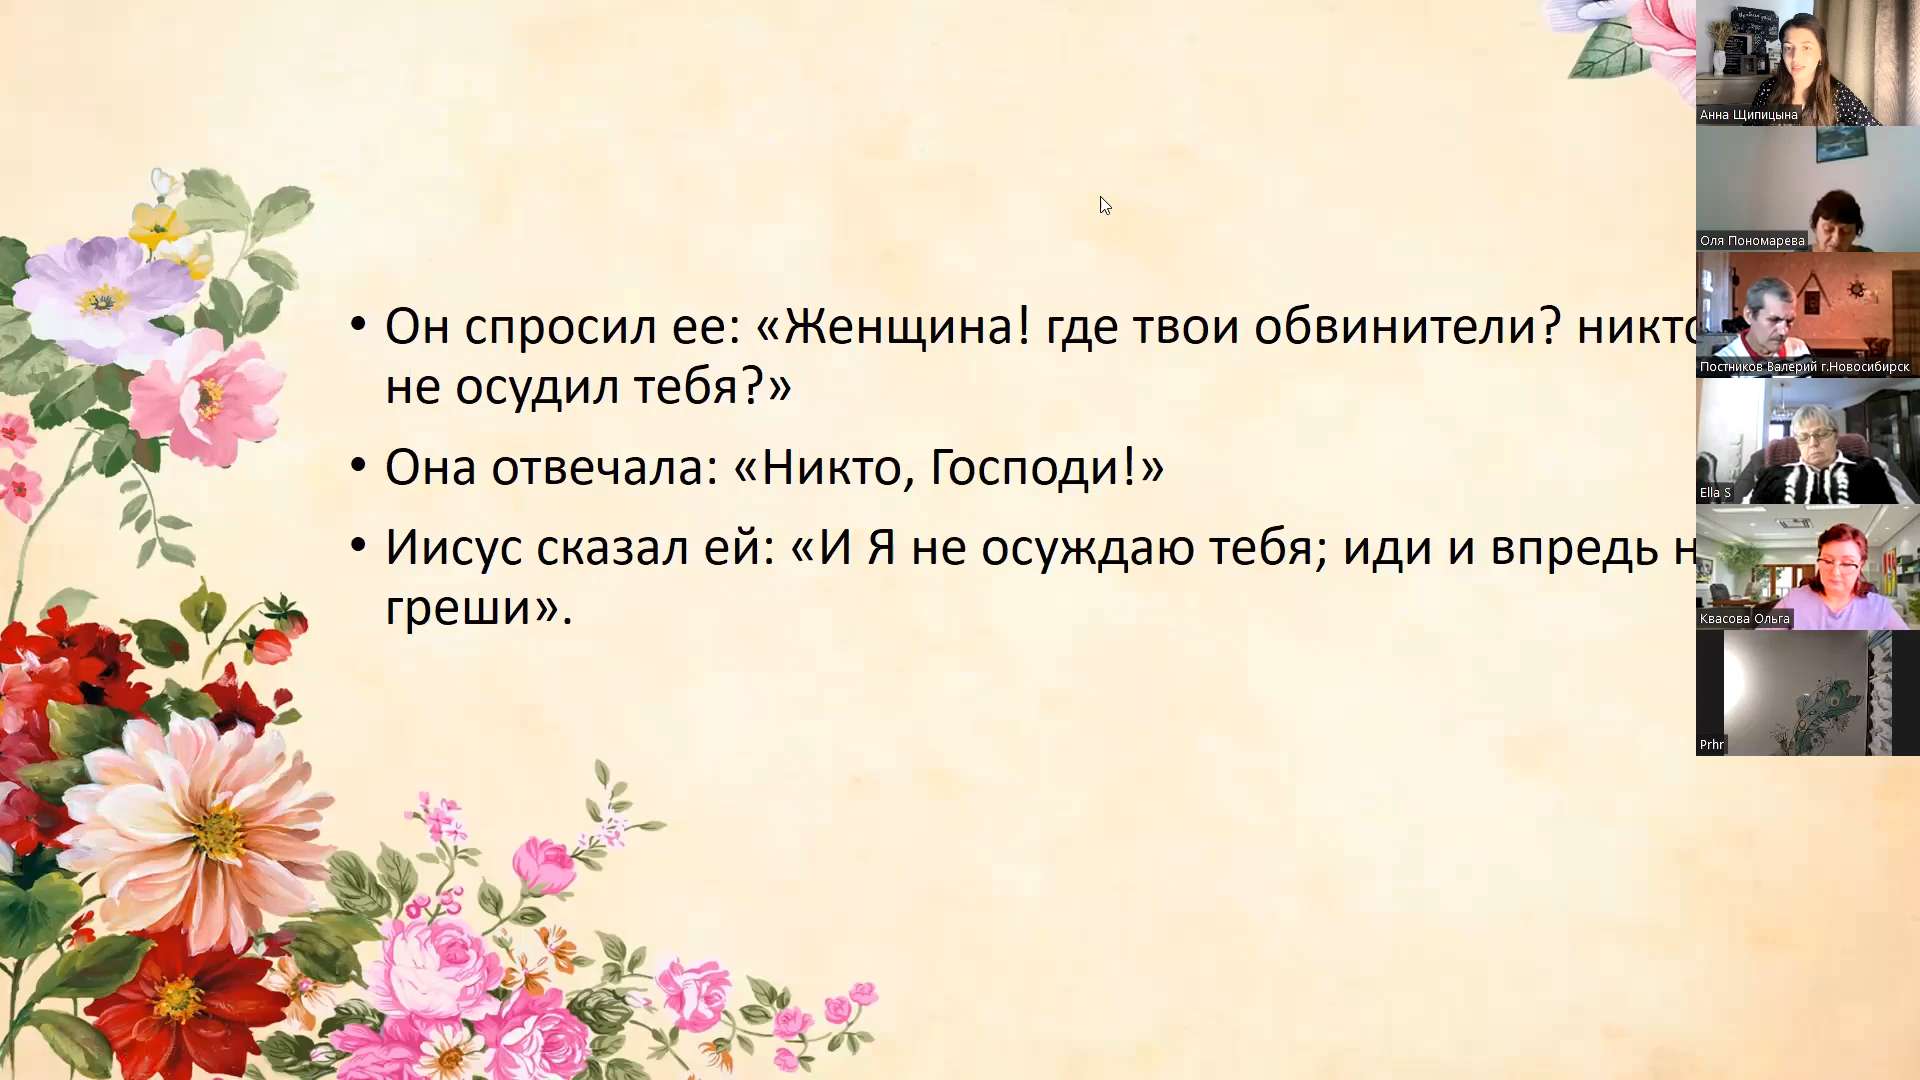 • Он спросил ее: «Женщина! где твои обвинители? никто
не осудил тебя?»
• Она отвечала: «Никто, Господи!»
• Иисус сказал ей: «И Я не осуждаю тебя; иди и впредь
греши».
Анна Щипицына
Оля Пономарева
Постников Валерий г.Новосибирск
Ella S
Квасова Ольга
Prhr